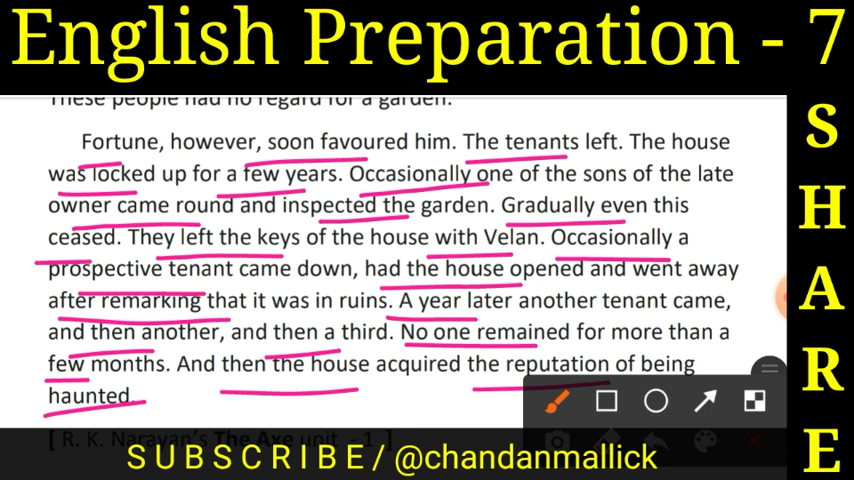 English Preparation - 7
These people had no regard for a garden.
Fortune, however, soon favoured him. The tenants left. The house
was locked up for a few years. Occasionally one of the sons of the late
owner came round and inspected the garden. Gradually even this
ceased. They left the keys of the house with Velan. Occasionally a
prospective tenant came down, had the house opened and went away
after remarking that it was in ruins. A year later another tenant came,
and then another, and then a third. No one remained for more than a
few months. And then the house acquired the reputation of being
haunted.
[ R. K. Narayan's The Axe unit - 1 ]
SUBSCRIBE/ @chandanmallick
SHARE